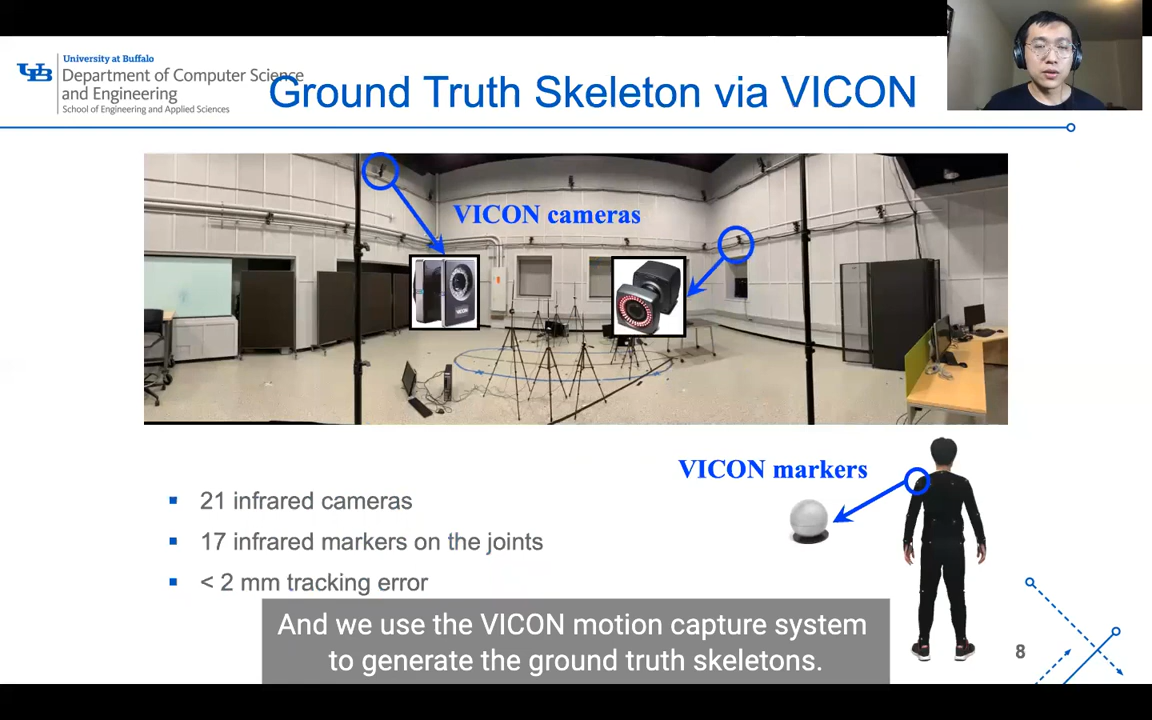 University at Buffalo
Department of Computer Science
and Engineering
School of Engineering and Applied Sciences
Ground Truth Skeleton via VICON
VICON cameras
VICON
VICON markers
▪ 21 infrared cameras
▪ 17 infrared markers on the joints
▪ < 2 mm tracking error
And we use the VICON motion capture system
to generate the ground truth skeletons.
8